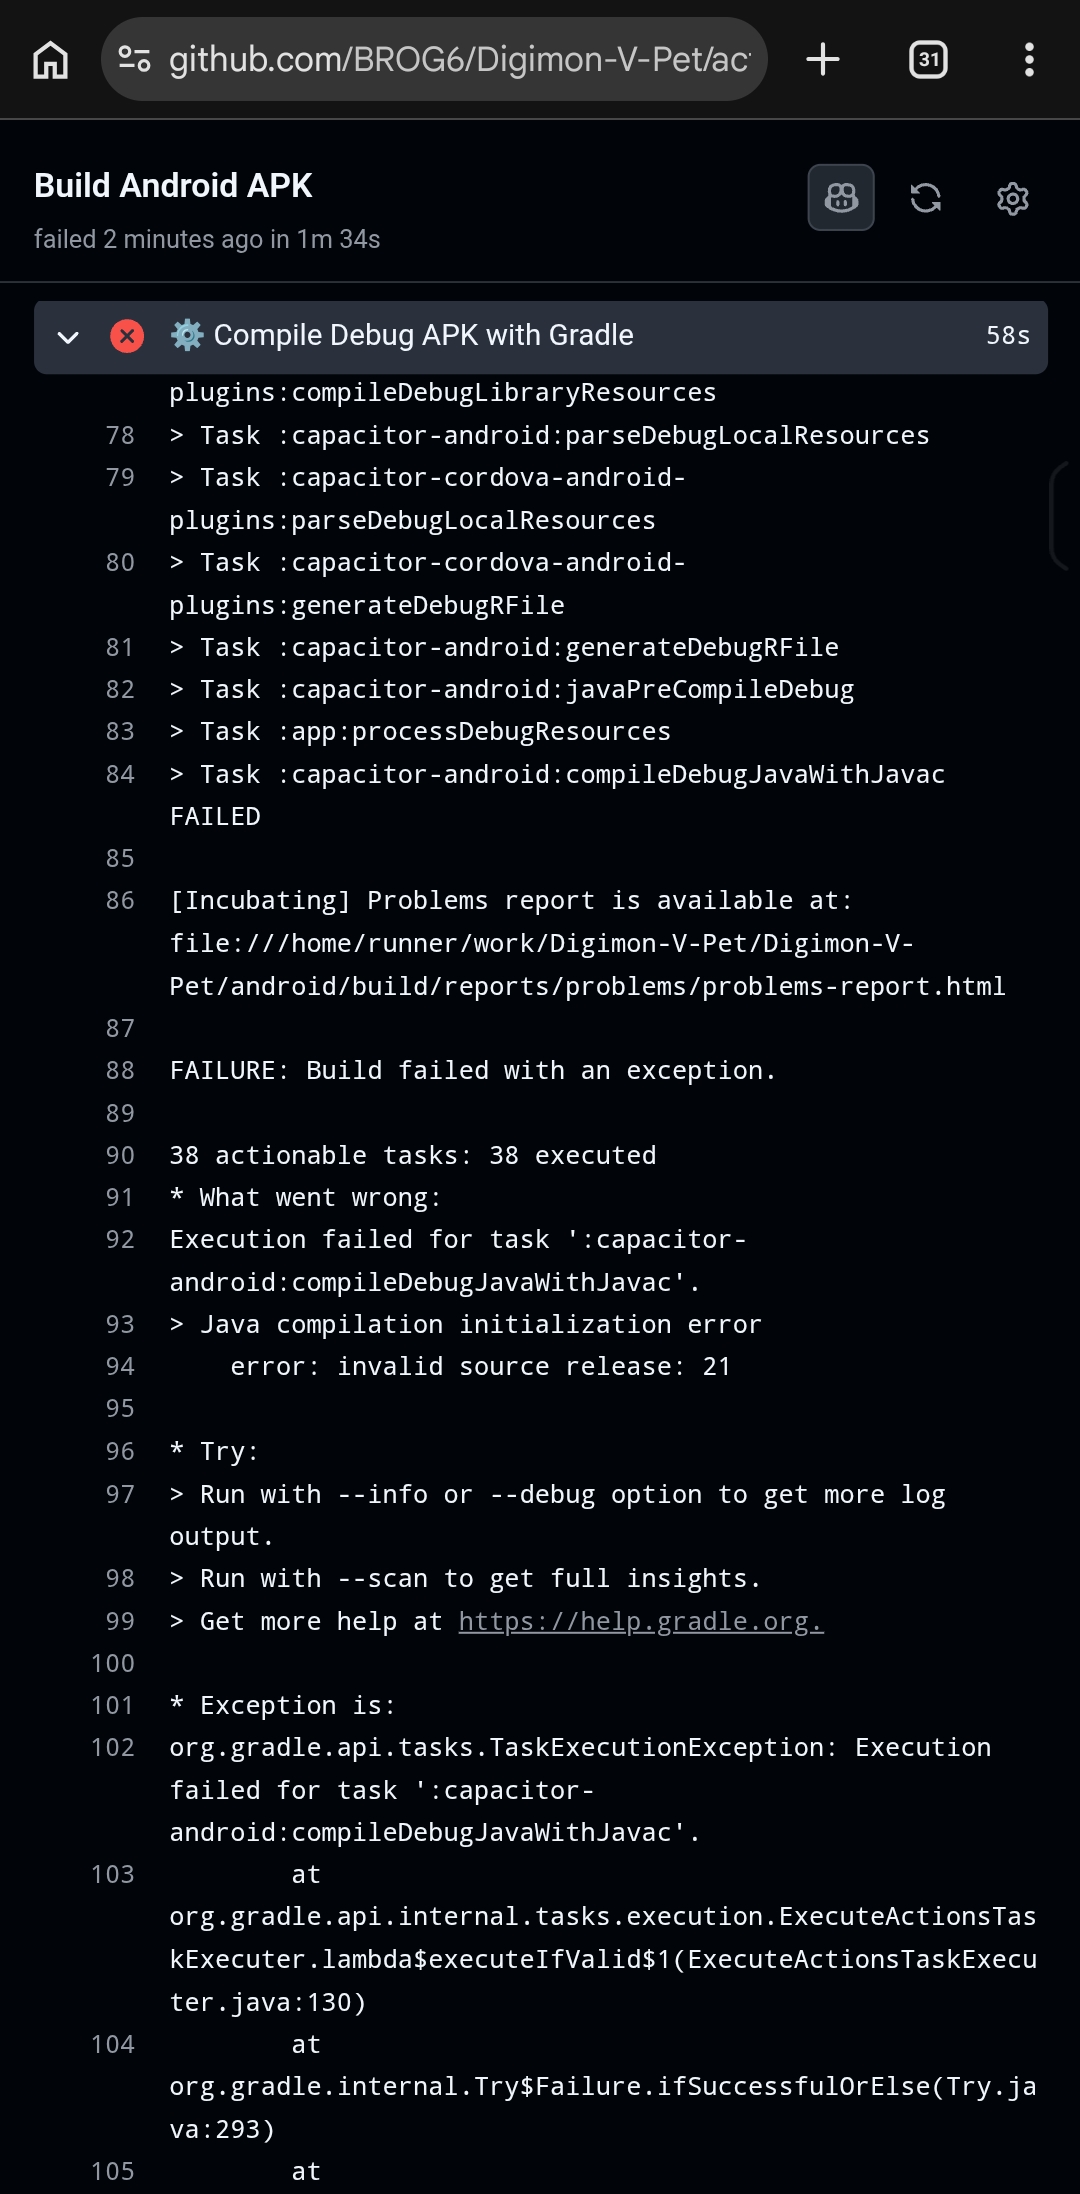 github.com/BROG6/Digimon-V-Pet/ac
31
Build Android APK
failed 2 minutes ago in 1m 34s
Compile Debug APK with Gradle 58s
plugins:compileDebugLibraryResources
78 > Task :capacitor-android:parseDebugLocalResources
79 > Task :capacitor-cordova-android-
plugins:parseDebugLocalResources
80 > Task :capacitor-cordova-android-
plugins:generateDebugRFile
81 > Task :capacitor-android:generateDebugRFile
82 > Task :capacitor-android:javaPreCompileDebug
83 > Task :app:processDebugResources
84 > Task :capacitor-android:compileDebugJavaWithJavac
FAILED
85
86 [Incubating] Problems report is available at:
file:///home/runner/work/Digimon-V-Pet/Digimon-V-
Pet/android/build/reports/problems/problems-report.html
87
88 FAILURE: Build failed with an exception.
89
90 38 actionable tasks: 38 executed
91 * What went wrong:
92 Execution failed for task ':capacitor-
android:compileDebugJavaWithJavac'.
93 > Java compilation initialization error
94 error: invalid source release: 21
95
96 * Try:
97 > Run with --info or --debug option to get more log
output.
98 > Run with --scan to get full insights.
99 > Get more help at https://help.gradle.org.
100
101 * Exception is:
102 org.gradle.api.tasks.TaskExecutionException: Execution
failed for task ':capacitor-
android:compileDebugJavaWithJavac'.
103 at
org.gradle.api.internal.tasks.execution.ExecuteActionsTas
kExecuter.lambda$executeIfValid$1(ExecuteActionsTaskExecu
ter.java:130)
104 at
org.gradle.internal.Try$Failure.ifSuccessfulOrElse(Try.ja
va:293)
105 at